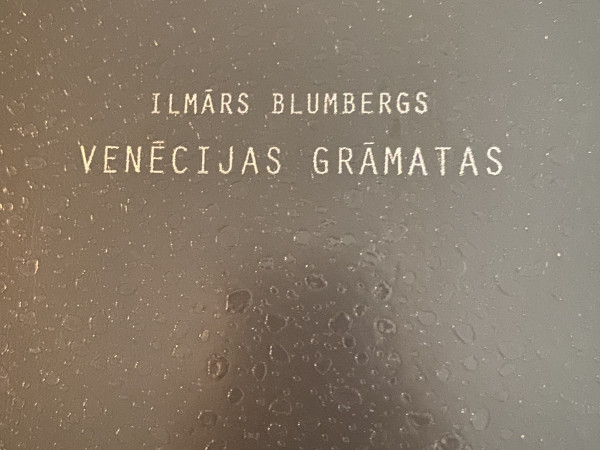 ILMĀRS BLUMBERGS
VENĒCIJAS GRĀMATAS